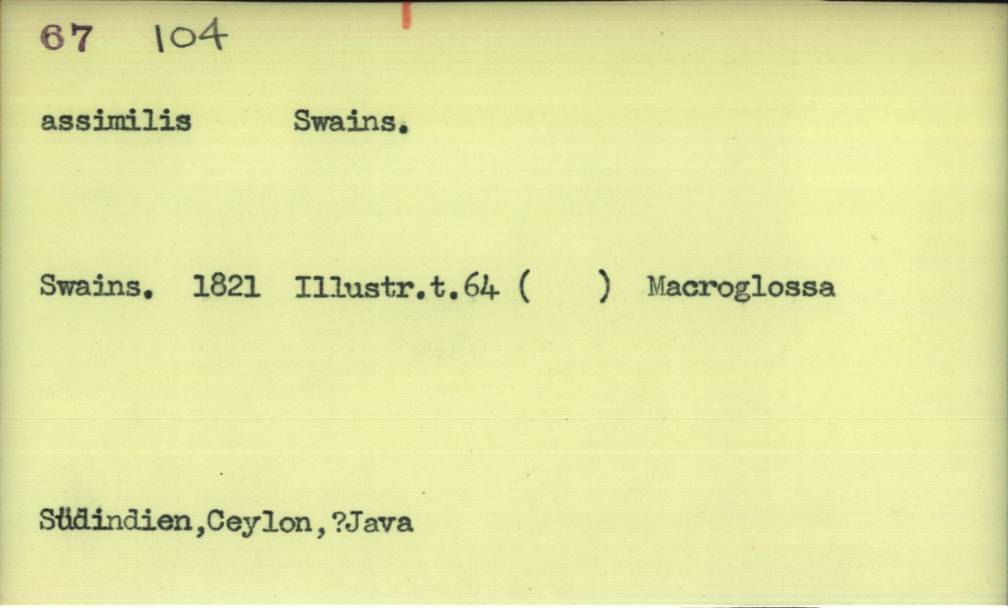 67 104
assimilis Swains.
Swains. 1821 Illustr.t.64 ( ) Macroglossa
Südindien,Ceylon,?Java